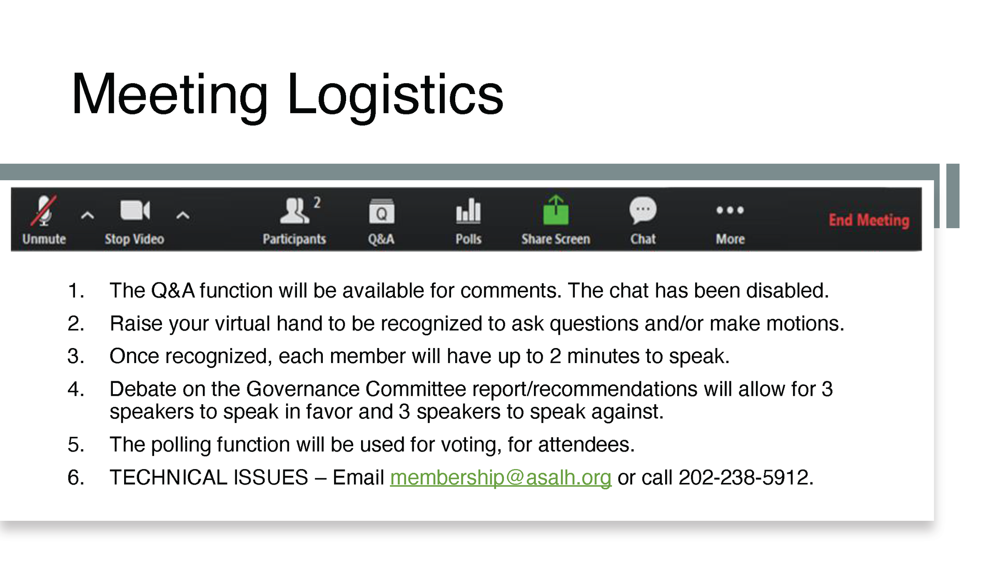 Meeting Logistics
2
Q
Unmute Stop Video Participants Q&A Polls Share Screen Chat More End Meeting
1. The Q&A function will be available for comments. The chat has been disabled.
2. Raise your virtual hand to be recognized to ask questions and/or make motions.
3. Once recognized, each member will have up to 2 minutes to speak.
4. Debate on the Governance Committee report/recommendations will allow for 3
speakers to speak in favor and 3 speakers to speak against.
5. The polling function will be used for voting, for attendees.
6. TECHNICAL ISSUES – Email membership@asalh.org or call 202-238-5912.